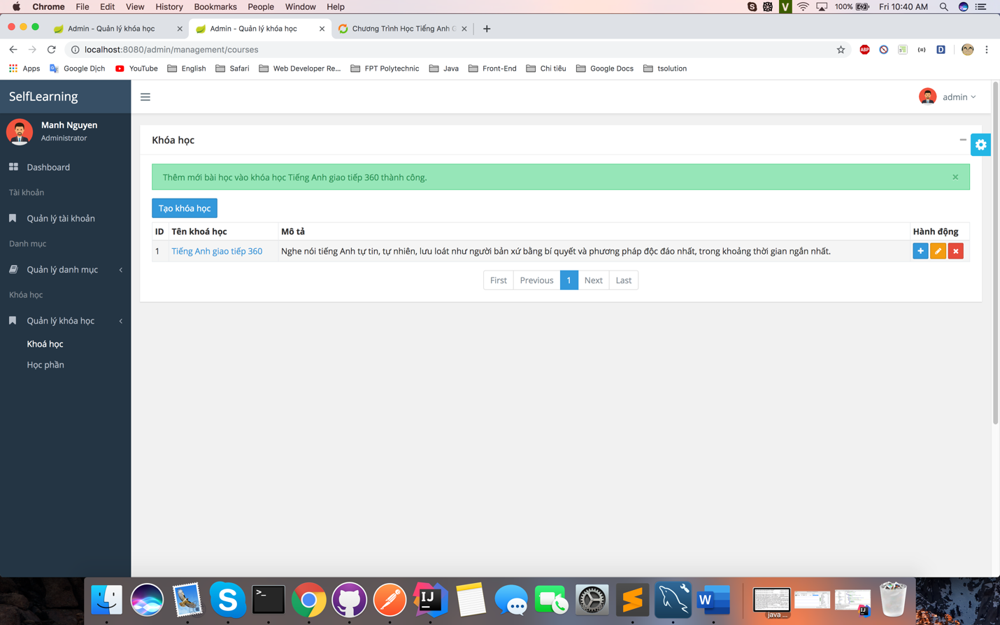 Chrome File Edit View History Bookmarks People Window Help
100% Fri 10:40 AM
Admin - Quản lý khóa học
Admin - Quản lý khóa học
Chương Trình Học Tiếng Anh G
localhost:8080/admin/management/courses
Apps Google Dịch YouTube English Safari Web Developer Re... FPT Polytechnic Java Front-End Chi tiêu Google Docs tsolution
SelfLearning
admin
Manh Nguyen
Administrator
Dashboard
Tài khoản
Quản lý tài khoản
Danh mục
Quản lý danh mục
Khóa học
Quản lý khóa học
Khoá học
Học phần
Khóa học
Thêm mới bài học vào khóa học Tiếng Anh giao tiếp 360 thành công.
Tạo khóa học
ID Tên khoá học Mô tả Hành động
1 Tiếng Anh giao tiếp 360 Nghe nói tiếng Anh tự tin, tự nhiên, lưu loát như người bản xứ bằng bí quyết và phương pháp độc đáo nhất, trong khoảng thời gian ngắn nhất.
First Previous 1 Next Last
java ...